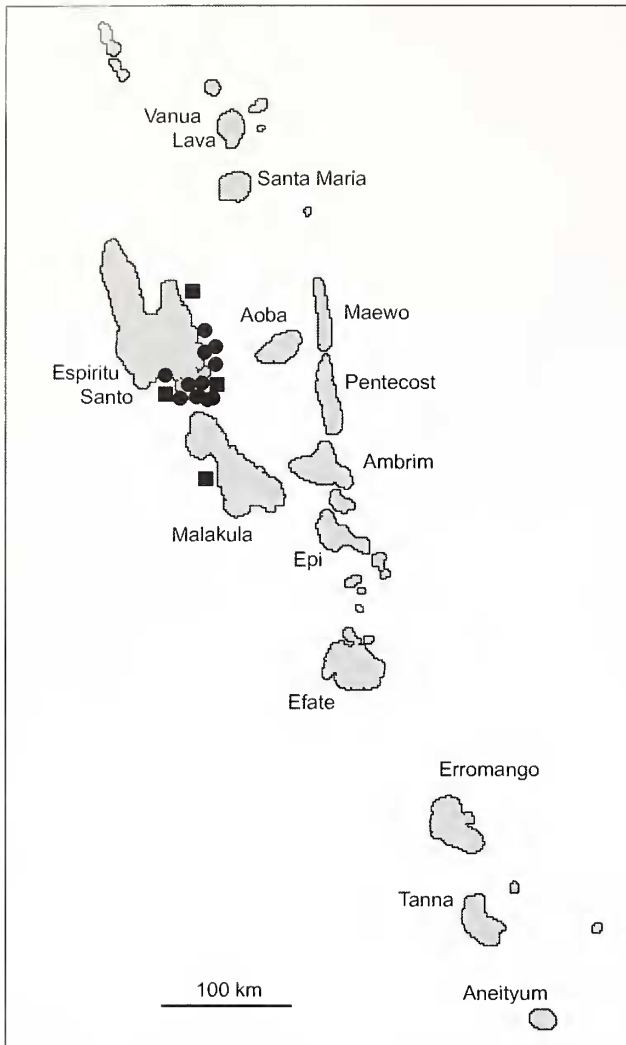 Vanua
Lava
Santa Maria
Aoba
Maewo
Espiritu
Santo
Pentecost
Ambrim
Malakula
Epi
Efate
Erromango
Tanna
100 km
Aneityum